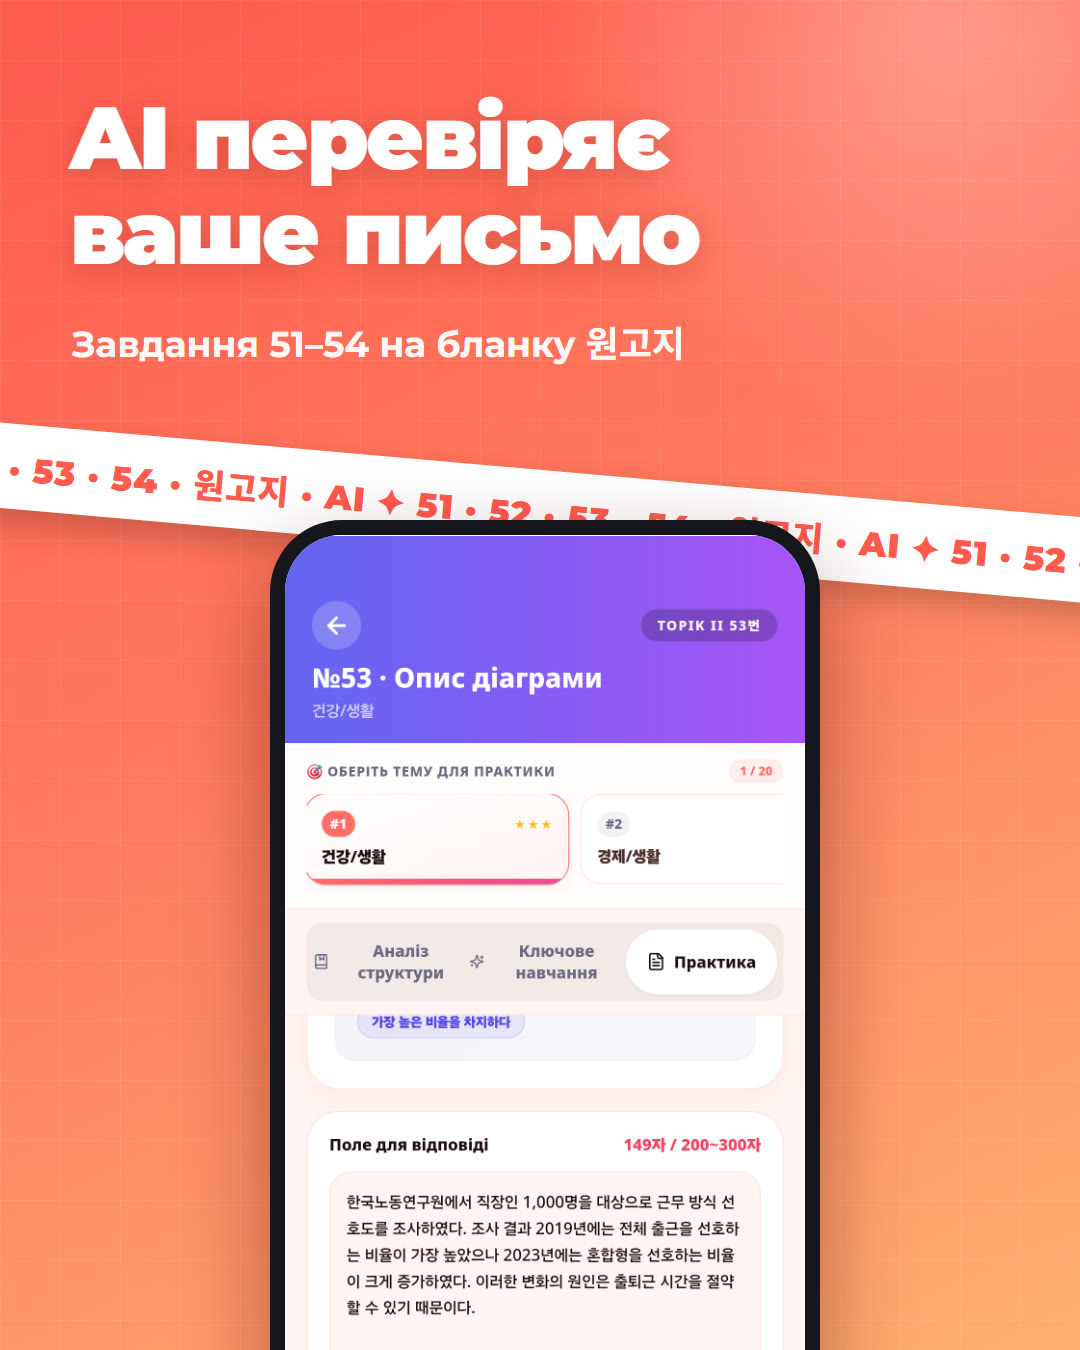 AI перевіряє
ваше письмо
Завдання 51–54 на бланку 원고지
• 53 • 54 • 원고지 • AI ✦ 51 • 52 • 53 • 54 • 원고지 • AI ✦ 51 • 52 •
TOPIK II 53번
№53 · Опис діаграми
건강/생활
🎯 ОБЕРІТЬ ТЕМУ ДЛЯ ПРАКТИКИ
1 / 20
#1 ★★★
건강/생활
#2
경제/생활
Аналіз
структури
Ключове
навчання
Практика
가장 높은 비율을 차지하다
Поле для відповіді
149자 / 200~300자
한국노동연구원에서 직장인 1,000명을 대상으로 근무 방식 선
호도를 조사하였다. 조사 결과 2019년에는 전체 출근을 선호하
는 비율이 가장 높았으나 2023년에는 혼합형을 선호하는 비율
이 크게 증가하였다. 이러한 변화의 원인은 출퇴근 시간을 절약
할 수 있기 때문이다.